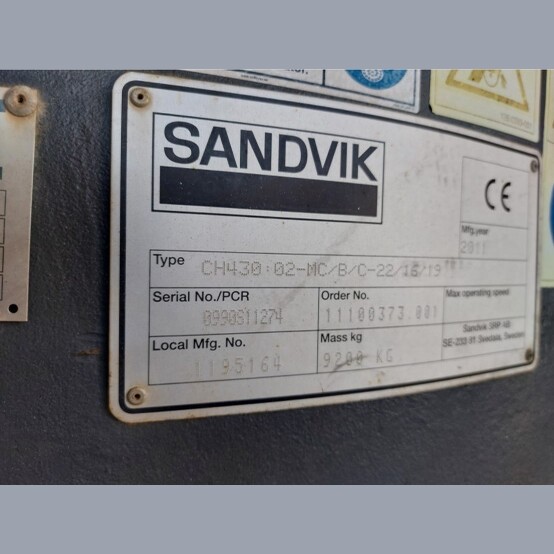 SANDVIK
CE
Mfg.year
2011
Type CH430:02-MC/B/C-22/16/19
Serial No./PCR
Order No.
Max operating speed
11100373.001
Local Mfg. No.
1195164
Mass kg
9200 KG
Sandvik SRP AB
SE-233 81 Svedala, Sweden